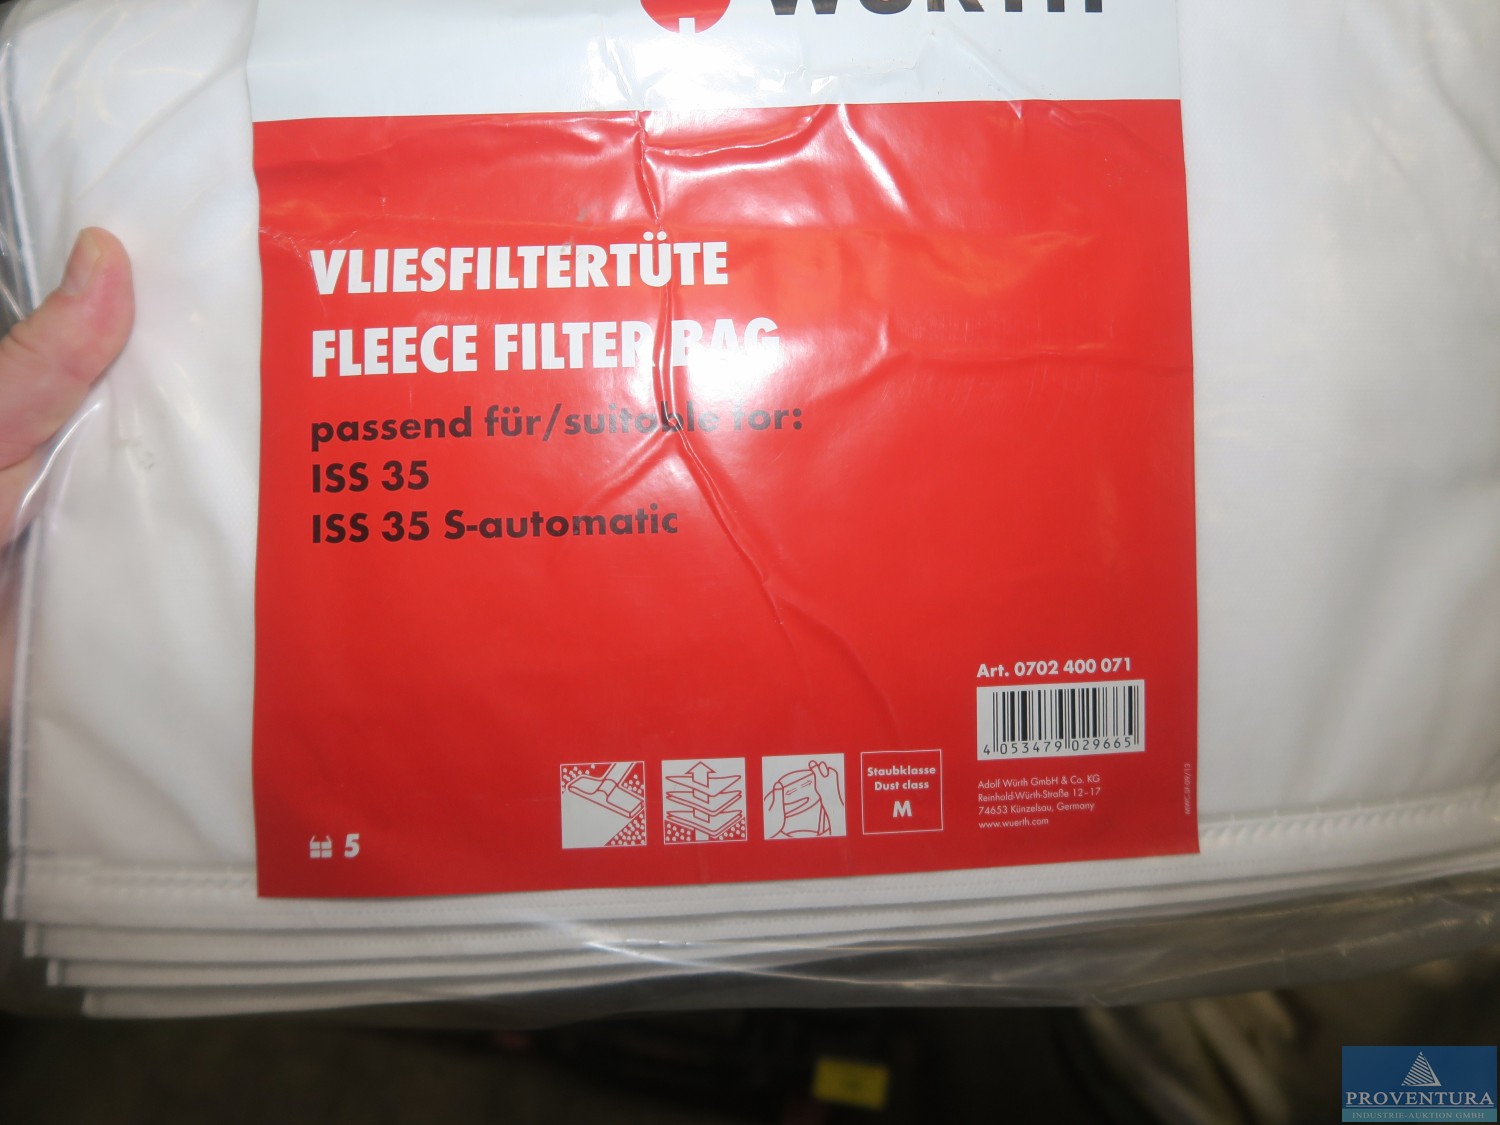 WÜRTH
VLIESFILTERTÜTE
FLEECE FILTER BAG
passend für/suitable for:
ISS 35
ISS 35 S-automatic
Art. 0702 400 071
4 053479 029665
Adolf Würth GmbH & Co. KG
Reinhold-Würth-Straße 12-17
74653 Künzelsau, Germany
www.wuerth.com
Staubklasse
Dust class
M
5
PROVENTURA
INDUSTRIE-AUKTION GMBH